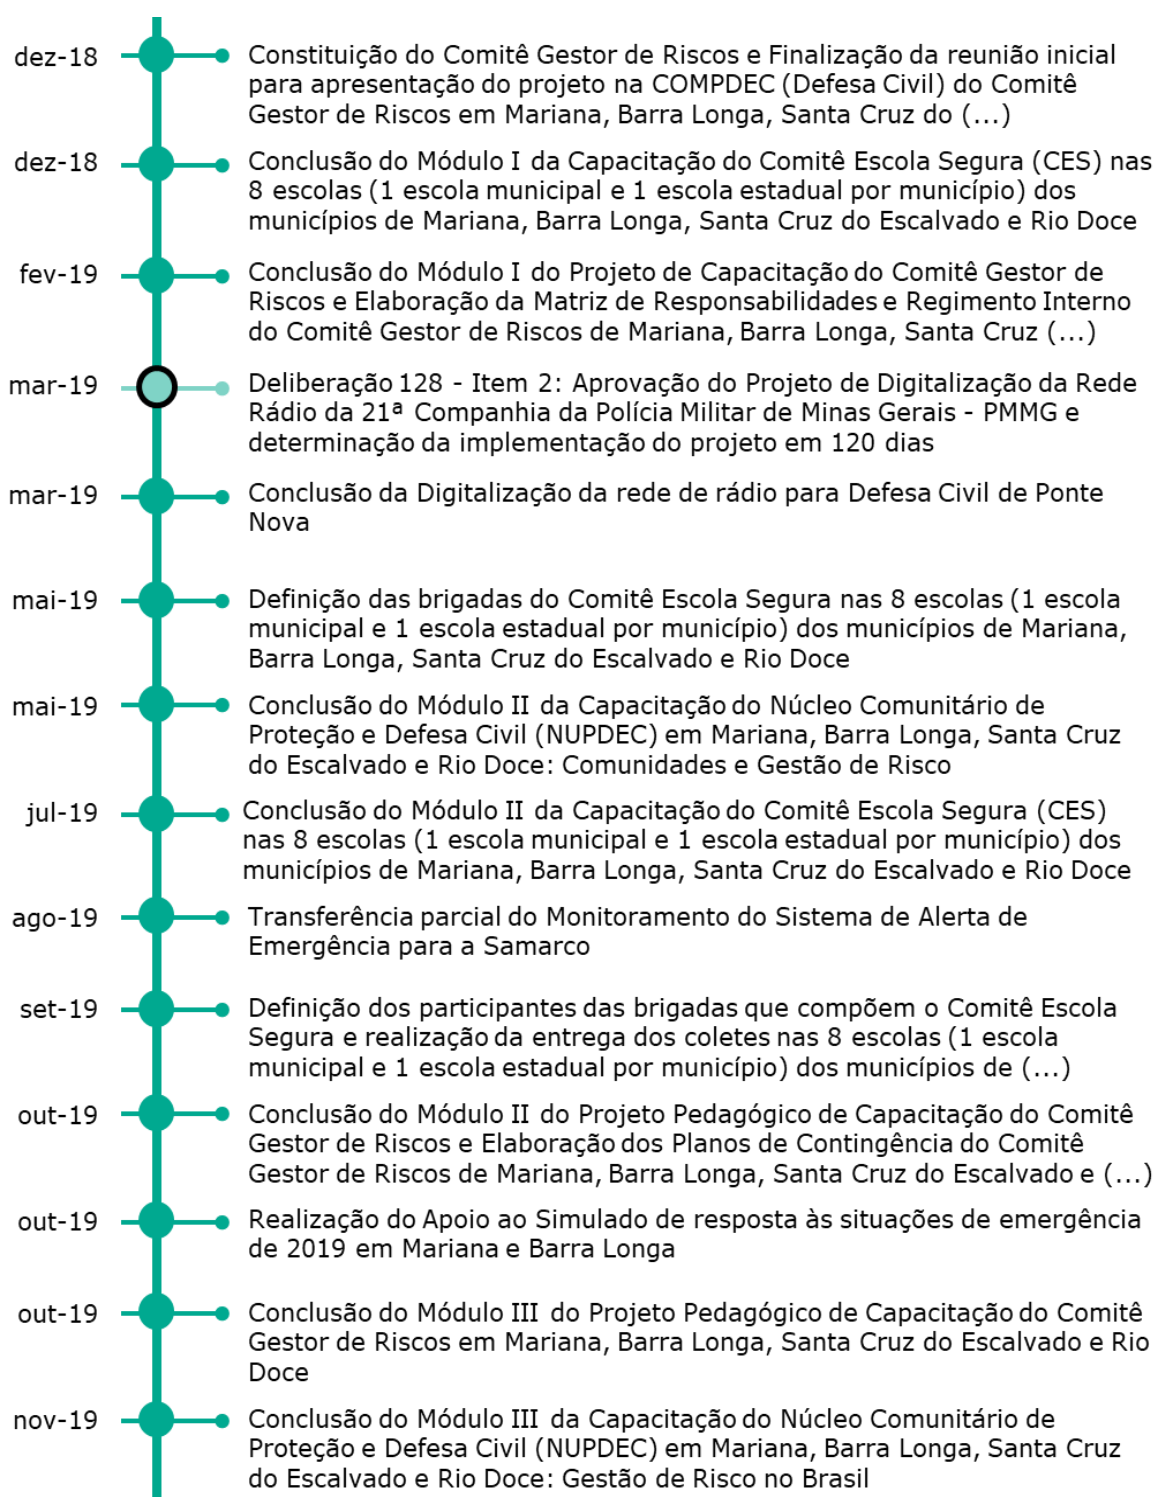 dez-18
Constituição do Comitê Gestor de Riscos e Finalização da reunião inicial
para apresentação do projeto na COMPDEC (Defesa Civil) do Comitê
Gestor de Riscos em Mariana, Barra Longa, Santa Cruz do (...)
dez-18
Conclusão do Módulo I da Capacitação do Comitê Escola Segura (CES) nas
8 escolas (1 escola municipal e 1 escola estadual por município) dos
municípios de Mariana, Barra Longa, Santa Cruz do Escalvado e Rio Doce
fev-19
Conclusão do Módulo I do Projeto de Capacitação do Comitê Gestor de
Riscos e Elaboração da Matriz de Responsabilidades e Regimento Interno
do Comitê Gestor de Riscos de Mariana, Barra Longa, Santa Cruz (...)
mar-19
Deliberação 128 - Item 2: Aprovação do Projeto de Digitalização da Rede
Rádio da 21ª Companhia da Polícia Militar de Minas Gerais - PMMG e
determinação da implementação do projeto em 120 dias
mar-19
Conclusão da Digitalização da rede de rádio para Defesa Civil de Ponte
Nova
mai-19
Definição das brigadas do Comitê Escola Segura nas 8 escolas (1 escola
municipal e 1 escola estadual por município) dos municípios de Mariana,
Barra Longa, Santa Cruz do Escalvado e Rio Doce
mai-19
Conclusão do Módulo II da Capacitação do Núcleo Comunitário de
Proteção e Defesa Civil (NUPDEC) em Mariana, Barra Longa, Santa Cruz
do Escalvado e Rio Doce: Comunidades e Gestão de Risco
jul-19
Conclusão do Módulo II da Capacitação do Comitê Escola Segura (CES)
nas 8 escolas (1 escola municipal e 1 escola estadual por município) dos
municípios de Mariana, Barra Longa, Santa Cruz do Escalvado e Rio Doce
ago-19
Transferência parcial do Monitoramento do Sistema de Alerta de
Emergência para a Samarco
set-19
Definição dos participantes das brigadas que compõem o Comitê Escola
Segura e realização da entrega dos coletes nas 8 escolas (1 escola
municipal e 1 escola estadual por município) dos municípios de (...)
out-19
Conclusão do Módulo II do Projeto Pedagógico de Capacitação do Comitê
Gestor de Riscos e Elaboração dos Planos de Contingência do Comitê
Gestor de Riscos de Mariana, Barra Longa, Santa Cruz do Escalvado e (...)
out-19
Realização do Apoio ao Simulado de resposta às situações de emergência
de 2019 em Mariana e Barra Longa
out-19
Conclusão do Módulo III do Projeto Pedagógico de Capacitação do Comitê
Gestor de Riscos em Mariana, Barra Longa, Santa Cruz do Escalvado e Rio
Doce
nov-19
Conclusão do Módulo III da Capacitação do Núcleo Comunitário de
Proteção e Defesa Civil (NUPDEC) em Mariana, Barra Longa, Santa Cruz
do Escalvado e Rio Doce: Gestão de Risco no Brasil